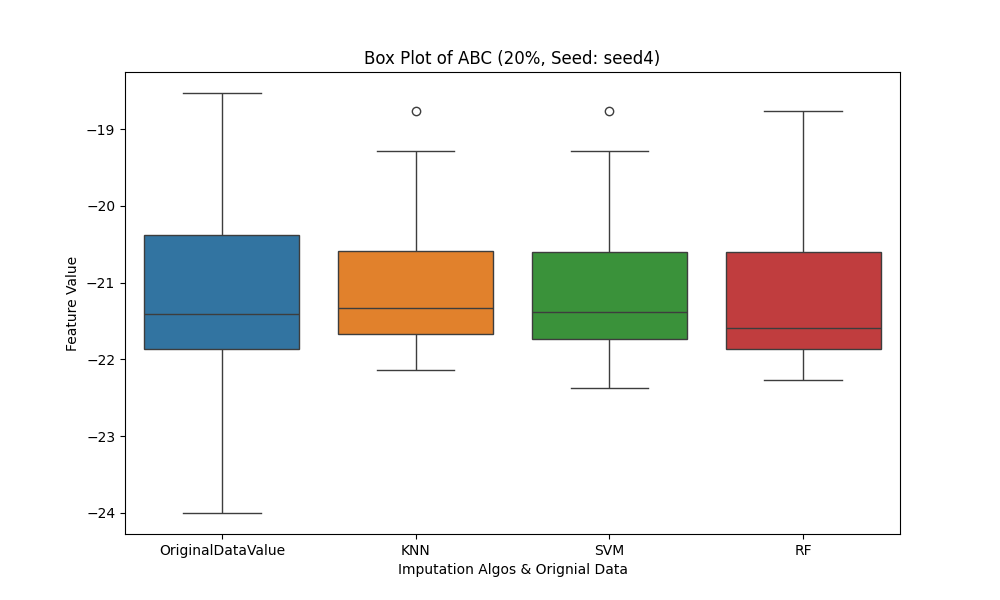 Box Plot of ABC (20%, Seed: seed4)
Feature Value
−19
−20
−21
−22
−23
−24
OriginalDataValue KNN SVM RF
Imputation Algos & Orignial Data